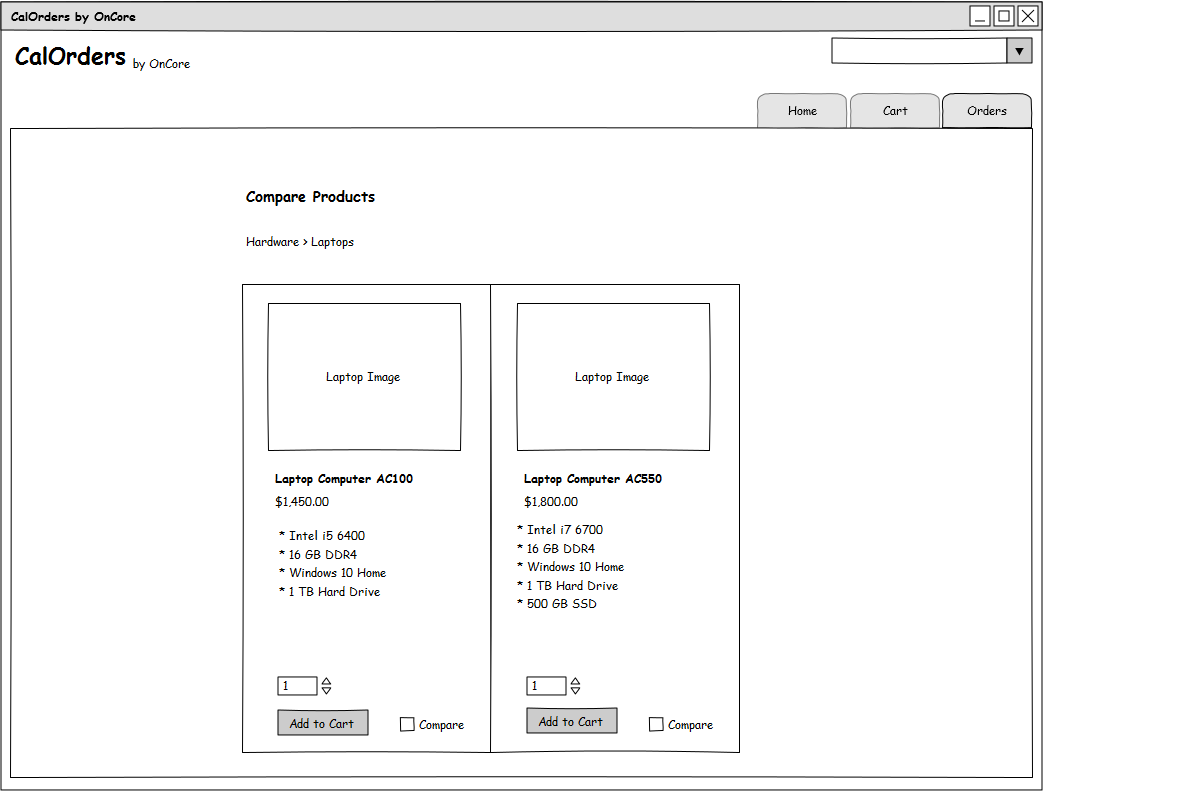 CalOrders by OnCore
CalOrders by OnCore
Home
Cart
Orders
Compare Products
Hardware > Laptops
Laptop Image
Laptop Computer AC100
$1,450.00
* Intel i5 6400
* 16 GB DDR4
* Windows 10 Home
* 1 TB Hard Drive
1
Add to Cart
Compare
Laptop Image
Laptop Computer AC550
$1,800.00
* Intel i7 6700
* 16 GB DDR4
* Windows 10 Home
* 1 TB Hard Drive
* 500 GB SSD
1
Add to Cart
Compare